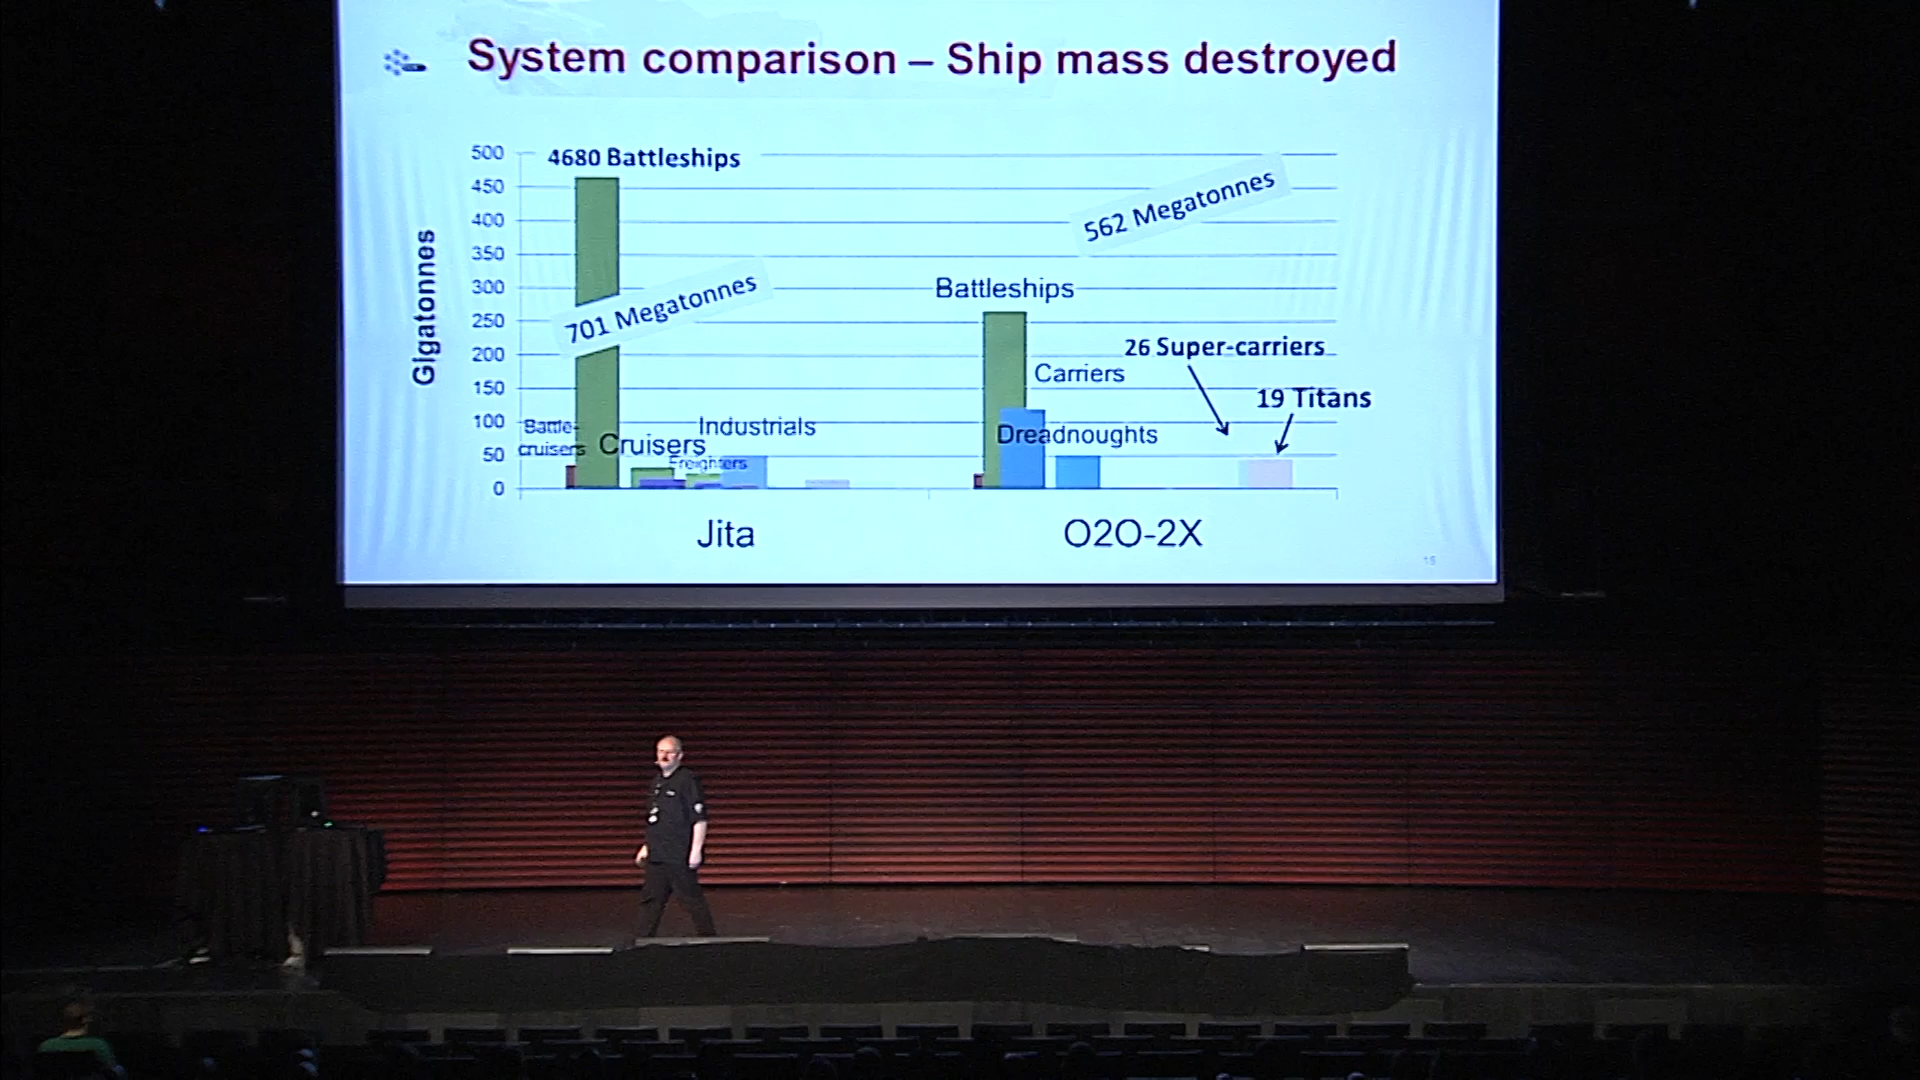 System comparison – Ship mass destroyed
Gigatonnes
500
450
400
350
300
250
200
150
100
50
0
4680 Battleships
701 Megatonnes
Battle-
cruisers
Cruisers
Industrials
Freighters
562 Megatonnes
Battleships
26 Super-carriers
Carriers
19 Titans
Dreadnoughts
Jita
O2O-2X
15